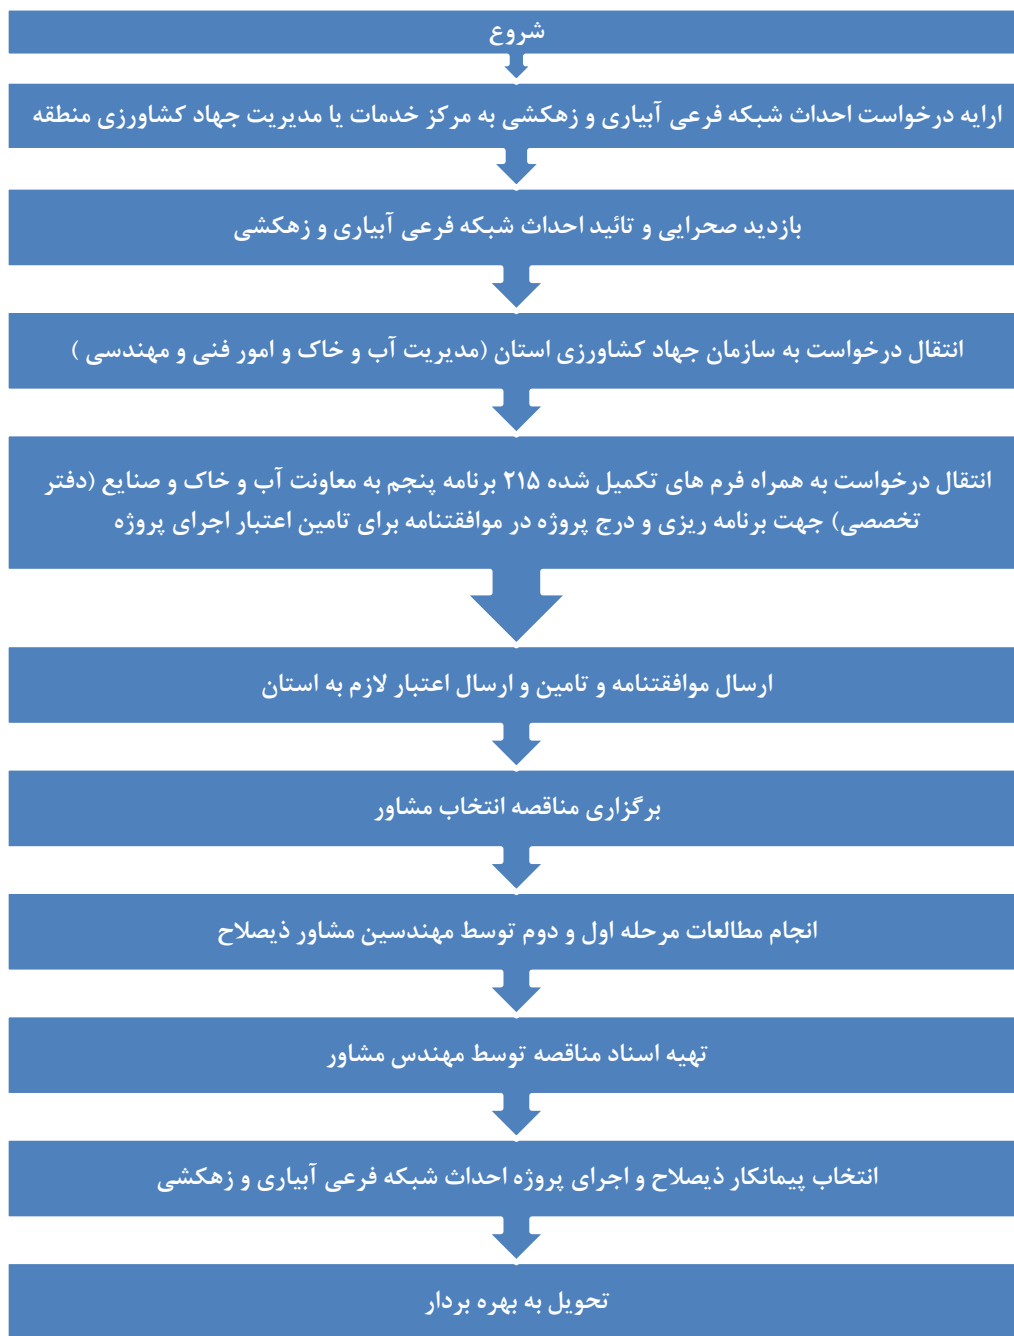 شروع
ارایه درخواست احداث شبکه فرعی آبیاری و زهکشی به مرکز خدمات یا مدیریت جهاد کشاورزی منطقه
بازدید صحرایی و تائید احداث شبکه فرعی آبیاری و زهکشی
انتقال درخواست به سازمان جهاد کشاورزی استان (مدیریت آب و خاک و امور فنی و مهندسی )
انتقال درخواست به همراه فرم های تکمیل شده ۲۱۵ برنامه پنجم به معاونت آب و خاک و صنایع (دفتر
تخصصی) جهت برنامه ریزی و درج پروژه در موافقتنامه برای تامین اعتبار اجرای پروژه
ارسال موافقتنامه و تامین و ارسال اعتبار لازم به استان
برگزاری مناقصه انتخاب مشاور
انجام مطالعات مرحله اول و دوم توسط مهندسین مشاور ذیصلاح
تهیه اسناد مناقصه توسط مهندس مشاور
انتخاب پیمانکار ذیصلاح و اجرای پروژه احداث شبکه فرعی آبیاری و زهکشی
تحویل به بهره بردار